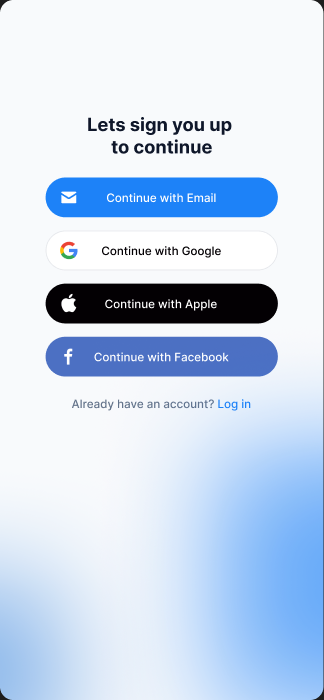 Lets sign you up
to continue
Continue with Email
Continue with Google
Continue with Apple
Continue with Facebook
Already have an account? Log in